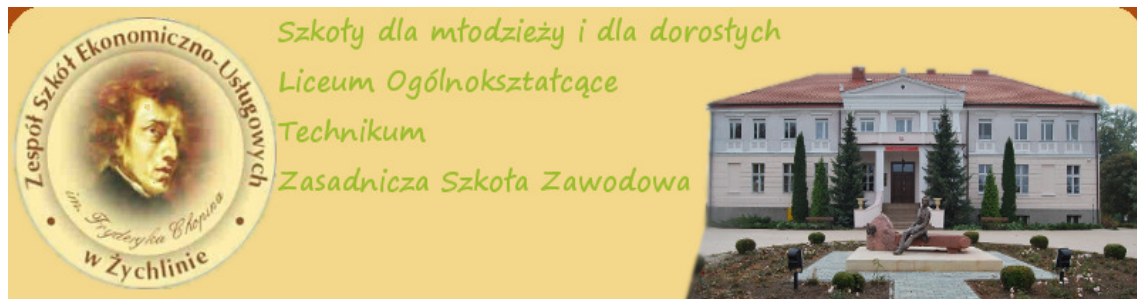 Zespół Szkół Ekonomiczno-Usługowych
im. Fryderyka Chopina
w Żychlinie
Szkoły dla młodzieży i dla dorosłych
Liceum Ogólnokształcące
Technikum
Zasadnicza Szkoła Zawodowa